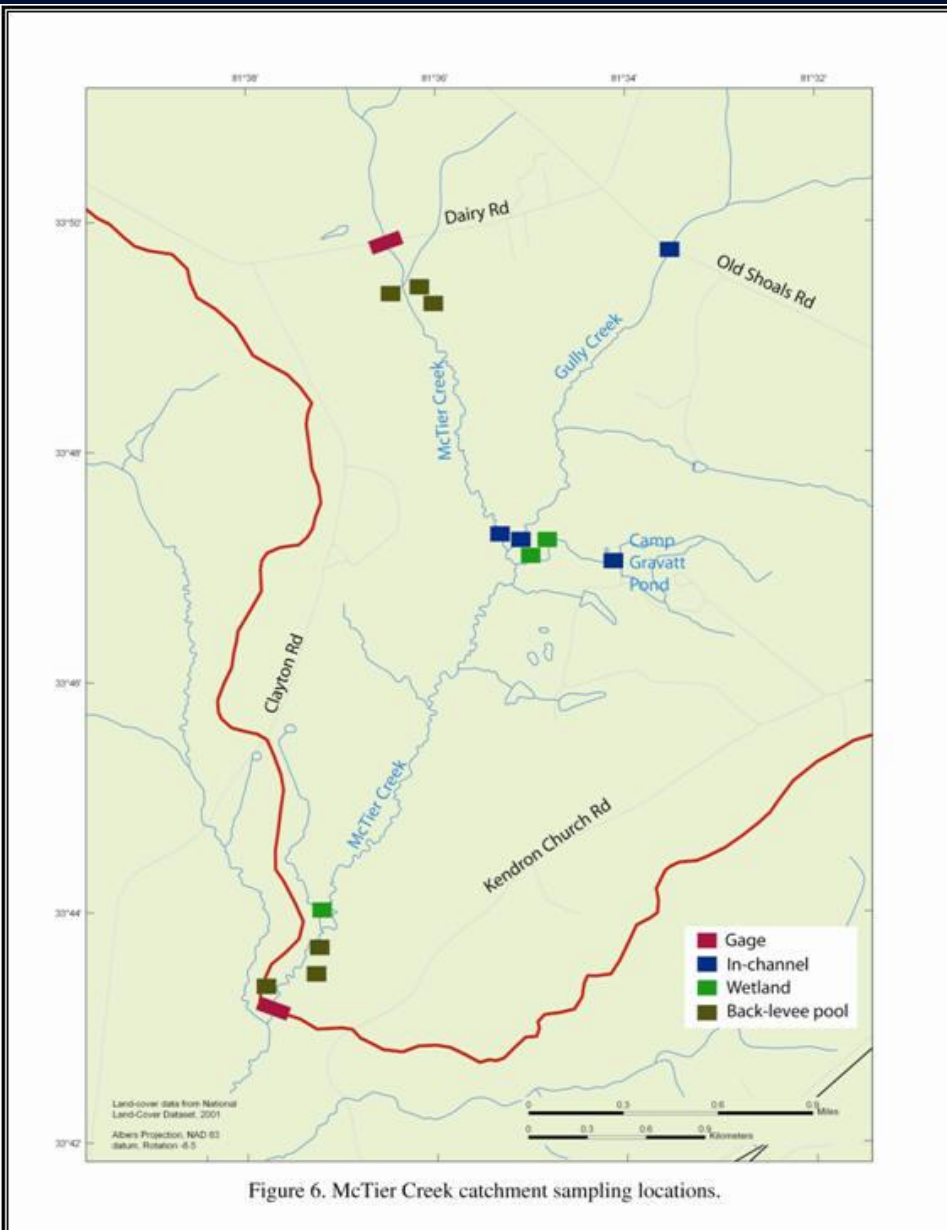 81°38'
81°36'
81°34'
81°32'
33°50'
33°48'
33°46'
33°44'
33°42'
Dairy Rd
Old Shoals Rd
Gully Creek
McTier Creek
Camp
Gravatt
Pond
Clayton Rd
McTier Creek
Kendron Church Rd
Gage
In-channel
Wetland
Back-levee pool
Land-cover data from National
Land-Cover Dataset, 2001
Albers Projection, NAD 83
datum, Rotation -8.5
0 0.3 0.6 0.9 Miles
0 0.3 0.6 0.9 Kilometers
Figure 6. McTier Creek catchment sampling locations.